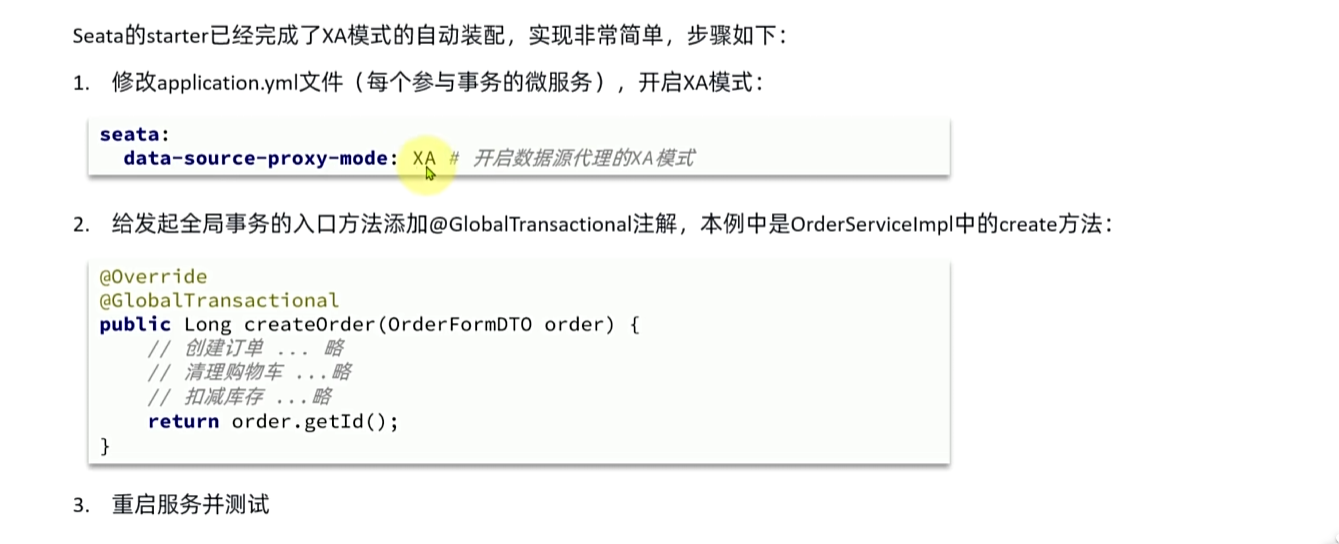 Seata的starter已经完成了XA模式的自动装配，实现非常简单，步骤如下：
1. 修改application.yml文件（每个参与事务的微服务），开启XA模式：
seata:
  data-source-proxy-mode: XA # 开启数据源代理的XA模式
2. 给发起全局事务的入口方法添加@GlobalTransactional注解，本例中是OrderServiceImpl中的create方法：
@Override
@GlobalTransactional
public Long createOrder(OrderFormDTO order) {
    // 创建订单 ... 略
    // 清理购物车 ...略
    // 扣减库存 ...略
    return order.getId();
}
3. 重启服务并测试